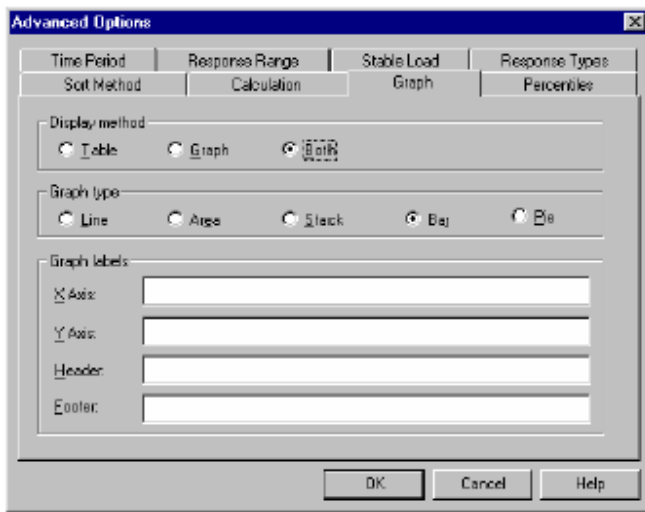 Advanced Options
Time Period Response Range Stable Load Response Types
Sort Method Calculation Graph Percentiles
Display method
Table Graph Both
Graph type
Line Area Stack Bar Pie
Graph labels
X Axis:
Y Axis:
Header:
Footer:
OK Cancel Help